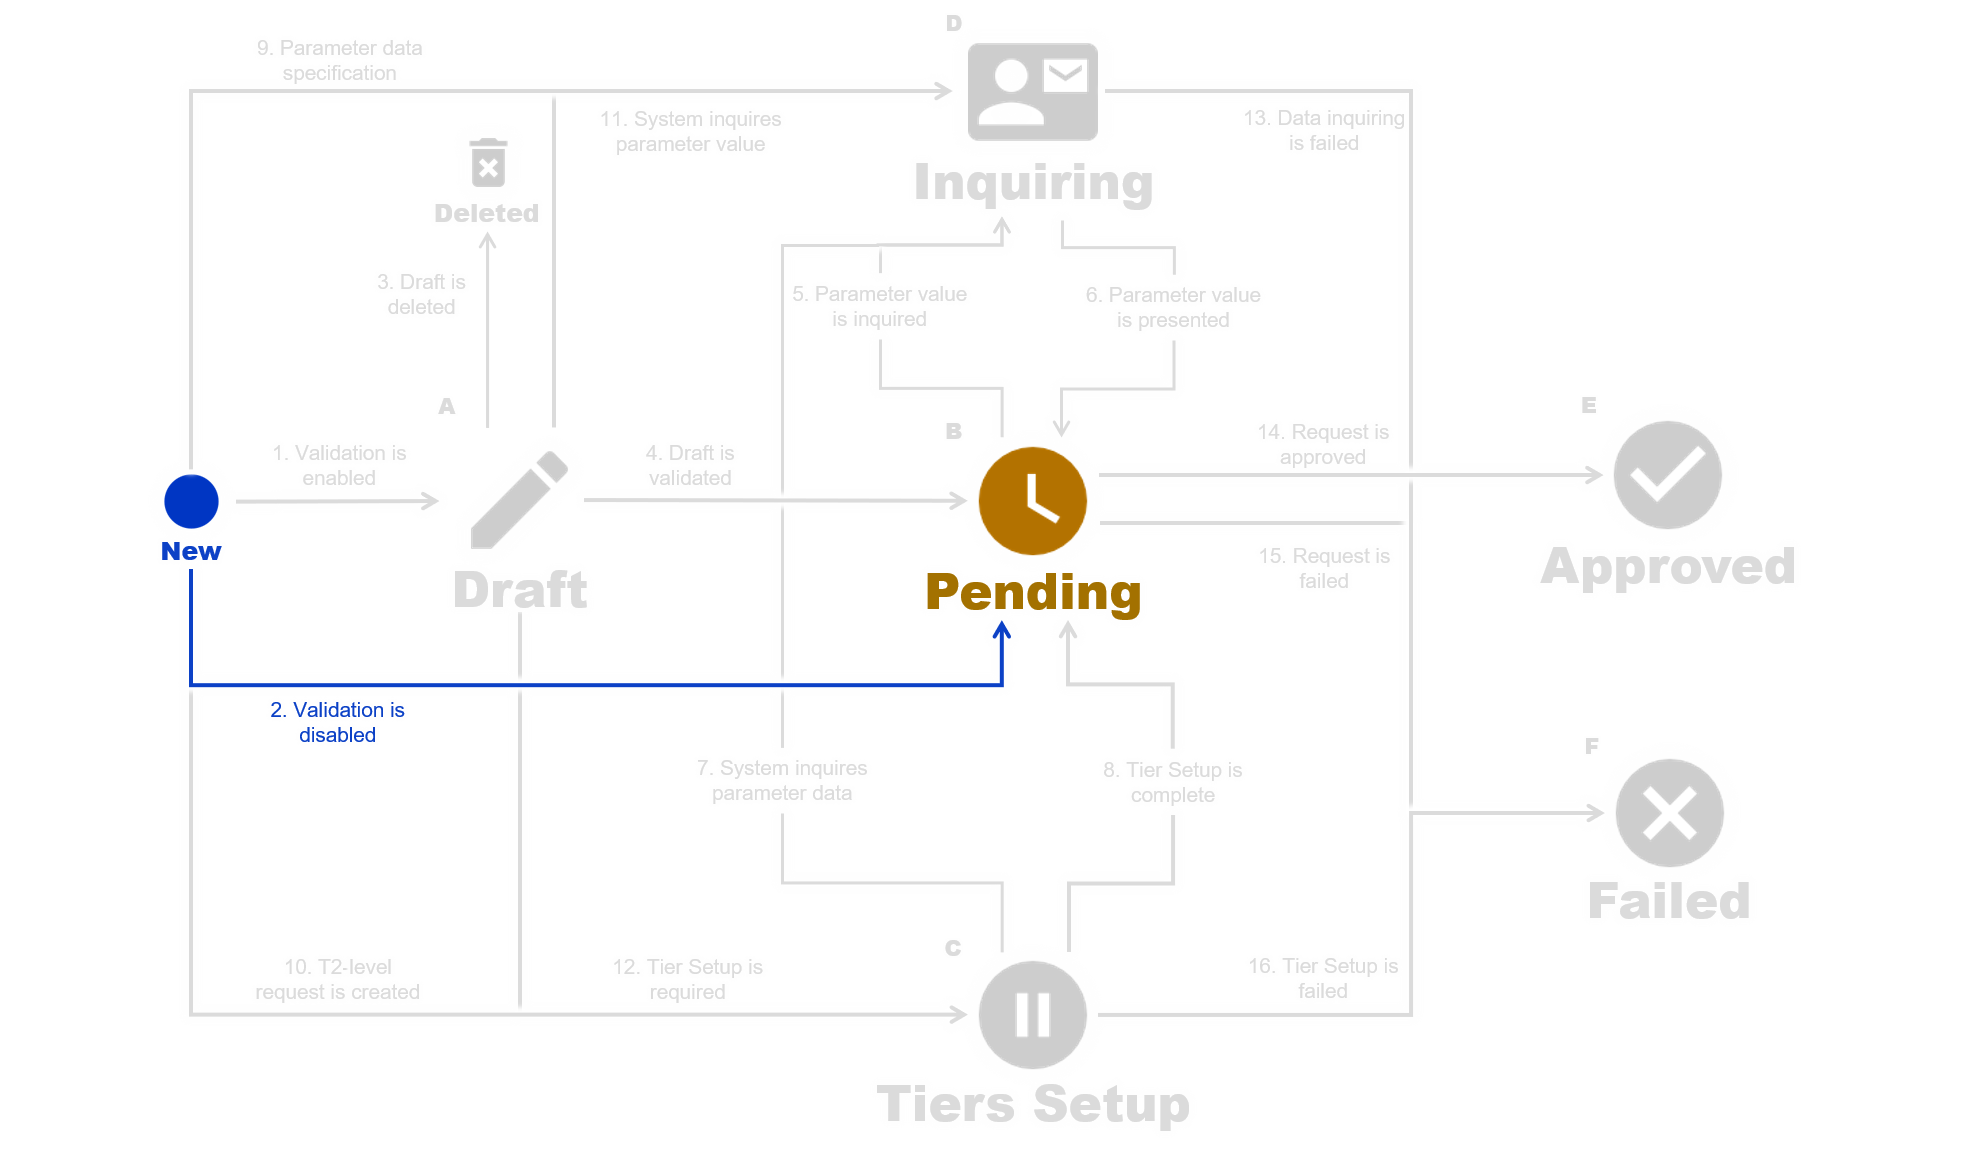 D
9. Parameter data
specification
11. System inquires
parameter value
13. Data inquiring
is failed
Inquiring
Deleted
3. Draft is
deleted
5. Parameter value
is inquired
6. Parameter value
is presented
A
B
E
1. Validation is
enabled
4. Draft is
validated
14. Request is
approved
New
Draft
Pending
15. Request is
failed
Approved
2. Validation is
disabled
7. System inquires
parameter data
8. Tier Setup is
complete
F
Failed
C
10. T2-level
request is created
12. Tier Setup is
required
16. Tier Setup is
failed
Tiers Setup